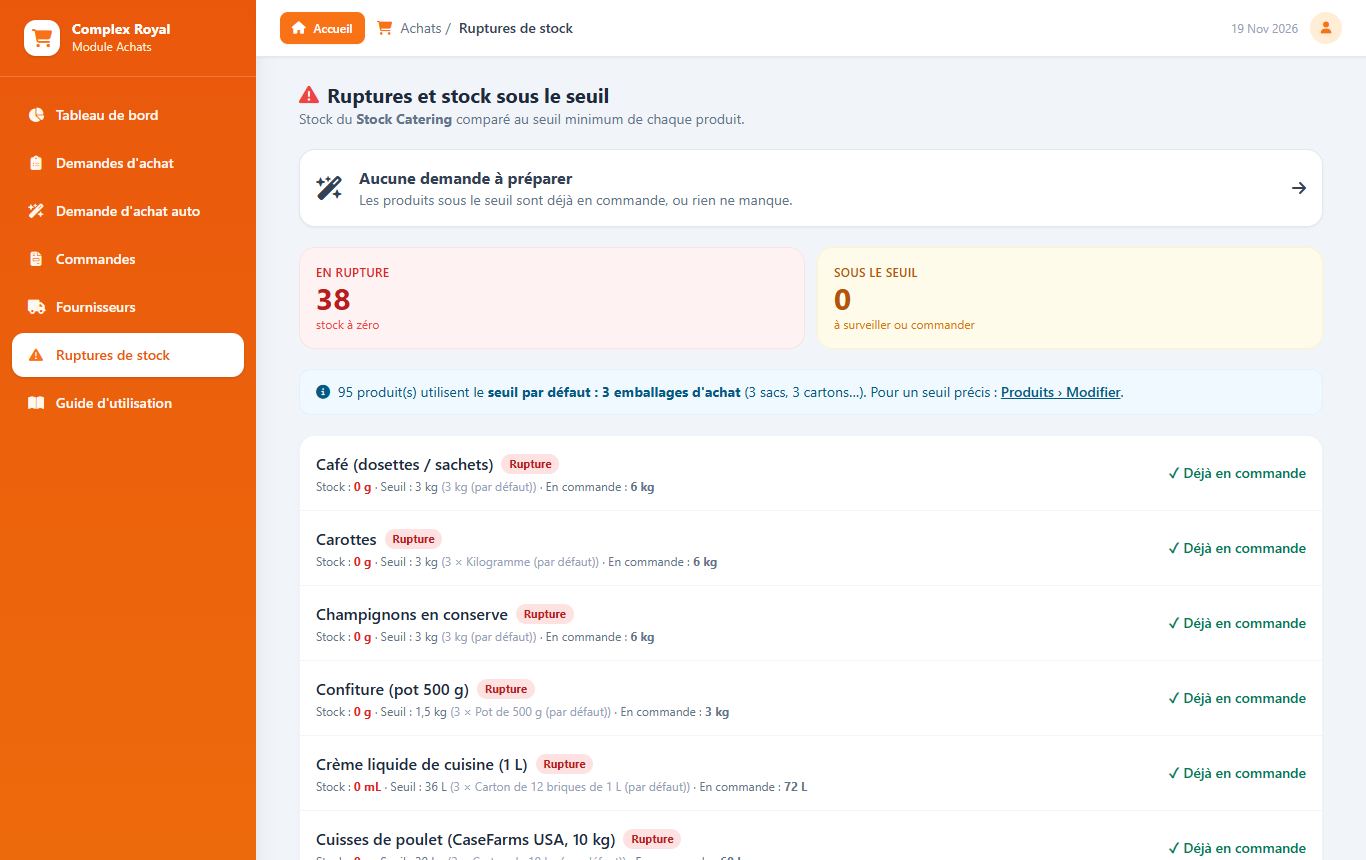 Complex Royal
Module Achats
Tableau de bord
Demandes d'achat
Demande d'achat auto
Commandes
Fournisseurs
Ruptures de stock
Guide d'utilisation
Accueil
Achats / Ruptures de stock
19 Nov 2026
Ruptures et stock sous le seuil
Stock du Stock Catering comparé au seuil minimum de chaque produit.
Aucune demande à préparer
Les produits sous le seuil sont déjà en commande, ou rien ne manque.
EN RUPTURE
38
stock à zéro
SOUS LE SEUIL
0
à surveiller ou commander
95 produit(s) utilisent le seuil par défaut : 3 emballages d'achat (3 sacs, 3 cartons…). Pour un seuil précis : Produits › Modifier.
Café (dosettes / sachets) Rupture
Stock : 0 g · Seuil : 3 kg (3 kg (par défaut)) · En commande : 6 kg
✓ Déjà en commande
Carottes Rupture
Stock : 0 g · Seuil : 3 kg (3 × Kilogramme (par défaut)) · En commande : 6 kg
✓ Déjà en commande
Champignons en conserve Rupture
Stock : 0 g · Seuil : 3 kg (3 kg (par défaut)) · En commande : 6 kg
✓ Déjà en commande
Confiture (pot 500 g) Rupture
Stock : 0 g · Seuil : 1,5 kg (3 × Pot de 500 g (par défaut)) · En commande : 3 kg
✓ Déjà en commande
Crème liquide de cuisine (1 L) Rupture
Stock : 0 mL · Seuil : 36 L (3 × Carton de 12 briques de 1 L (par défaut)) · En commande : 72 L
✓ Déjà en commande
Cuisses de poulet (CaseFarms USA, 10 kg) Rupture
✓ Déjà en commande